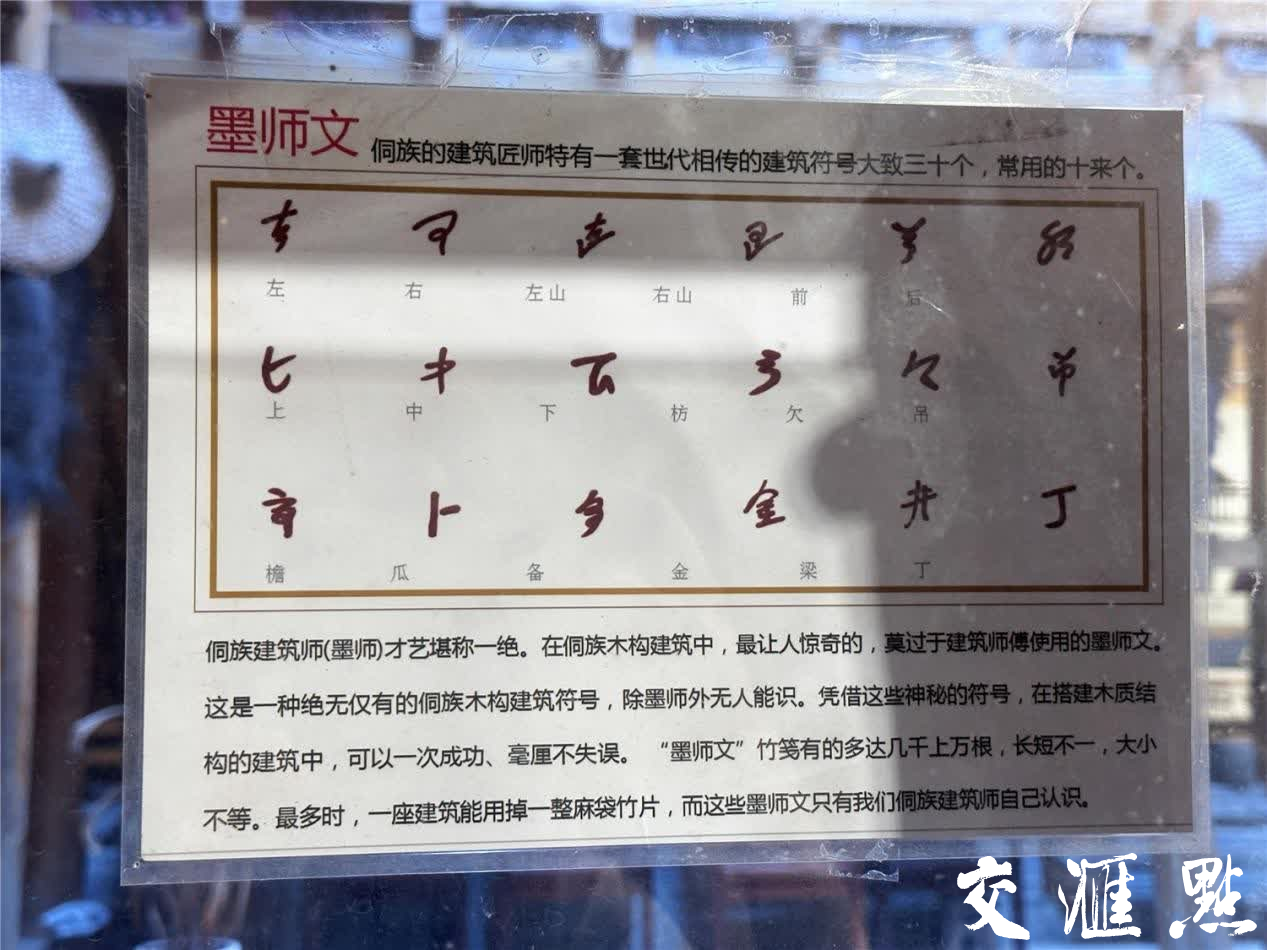 墨师文 侗族的建筑匠师特有一套世代相传的建筑符号大致三十个，常用的十来个。
左 右 左山 右山 前 后
上 中 下 枋 欠 吊
檐 瓜 备 金 梁 丁
侗族建筑师(墨师)才艺堪称一绝。在侗族木构建筑中，最让人惊奇的，莫过于建筑师傅使用的墨师文。
这是一种绝无仅有的侗族木构建筑符号，除墨师外无人能识。凭借这些神秘的符号，在搭建木质结
构的建筑中，可以一次成功、毫厘不失误。“墨师文”竹笺有的多达几千上万根，长短不一，大小
不等。最多时，一座建筑能用掉一整麻袋竹片，而这些墨师文只有我们侗族建筑师自己认识。
交滙點